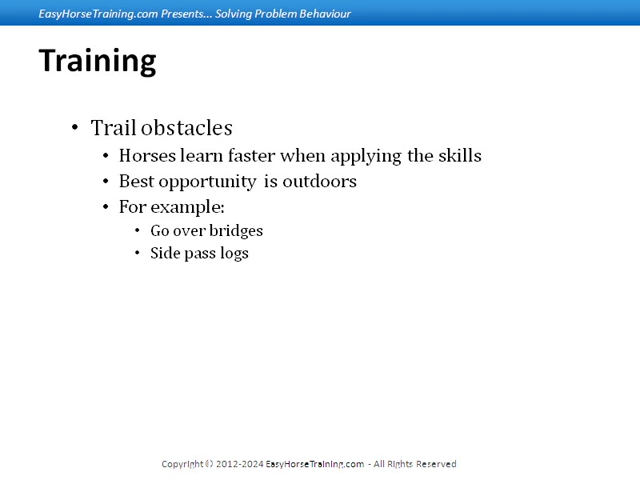 EasyHorseTraining.com Presents... Solving Problem Behaviour
Training
• Trail obstacles
• Horses learn faster when applying the skills
• Best opportunity is outdoors
• For example:
• Go over bridges
• Side pass logs
Copyright © 2012-2024 EasyHorseTraining.com - All Rights Reserved